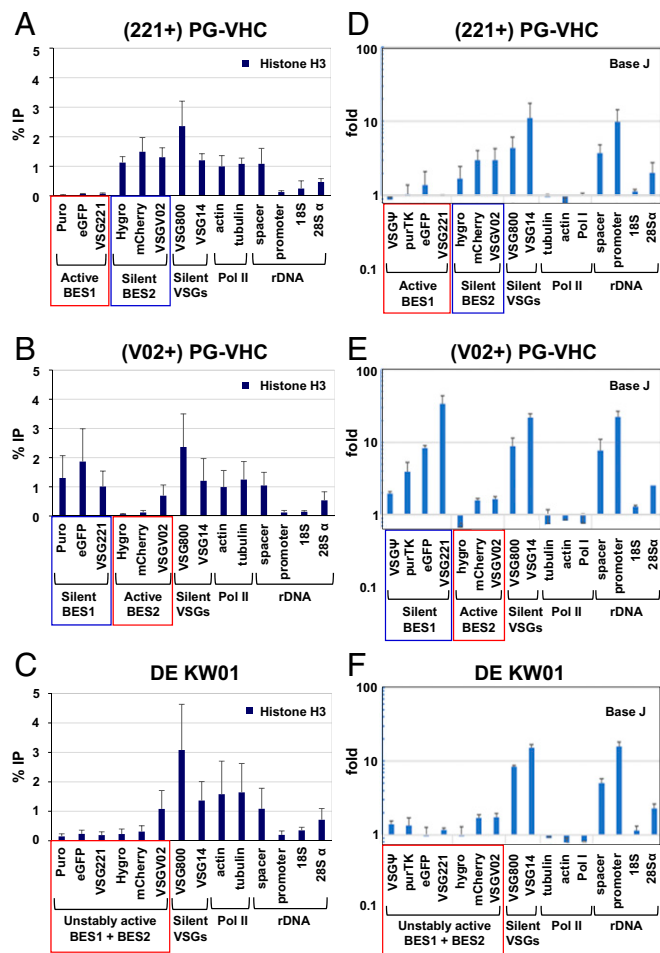 A
(221+) PG-VHC
Histone H3
% IP
5
4
3
2
1
0
Puro
eGFP
VSG221
Hygro
mCherry
VSGV02
VSG800
VSG14
actin
tubulin
spacer
promoter
18S
28S α
Active
BES1
Silent
BES2
Silent
VSGs
Pol II
rDNA
D
(221+) PG-VHC
Base J
fold
100
10
1
0.1
VSGΨ
purTK
eGFP
VSG221
hygro
mCherry
VSGV02
VSG800
VSG14
tubulin
actin
Pol I
spacer
promoter
18S
28S α
Active
BES1
Silent
BES2
Silent
VSGs
Pol II
rDNA
B
(V02+) PG-VHC
Histone H3
% IP
5
4
3
2
1
0
Puro
eGFP
VSG221
Hygro
mCherry
VSGV02
VSG800
VSG14
actin
tubulin
spacer
promoter
18S
28S α
Silent
BES1
Active
BES2
Silent
VSGs
Pol II
rDNA
E
(V02+) PG-VHC
Base J
fold
100
10
1
0.1
VSGΨ
purTK
eGFP
VSG221
hygro
mCherry
VSGV02
VSG800
VSG14
tubulin
actin
Pol I
spacer
promoter
18S
28S α
Silent
BES1
Active
BES2
Silent
VSGs
Pol II
rDNA
C
DE KW01
Histone H3
% IP
5
4
3
2
1
0
Puro
eGFP
VSG221
Hygro
mCherry
VSGV02
VSG800
VSG14
actin
tubulin
spacer
promoter
18S
28S α
Unstably active
BES1 + BES2
Silent
VSGs
Pol II
rDNA
F
DE KW01
Base J
fold
100
10
1
0.1
VSGΨ
purTK
eGFP
VSG221
hygro
mCherry
VSGV02
VSG800
VSG14
tubulin
actin
Pol I
spacer
promoter
18S
28S α
Unstably active
BES1 + BES2
Silent
VSGs
Pol II
rDNA